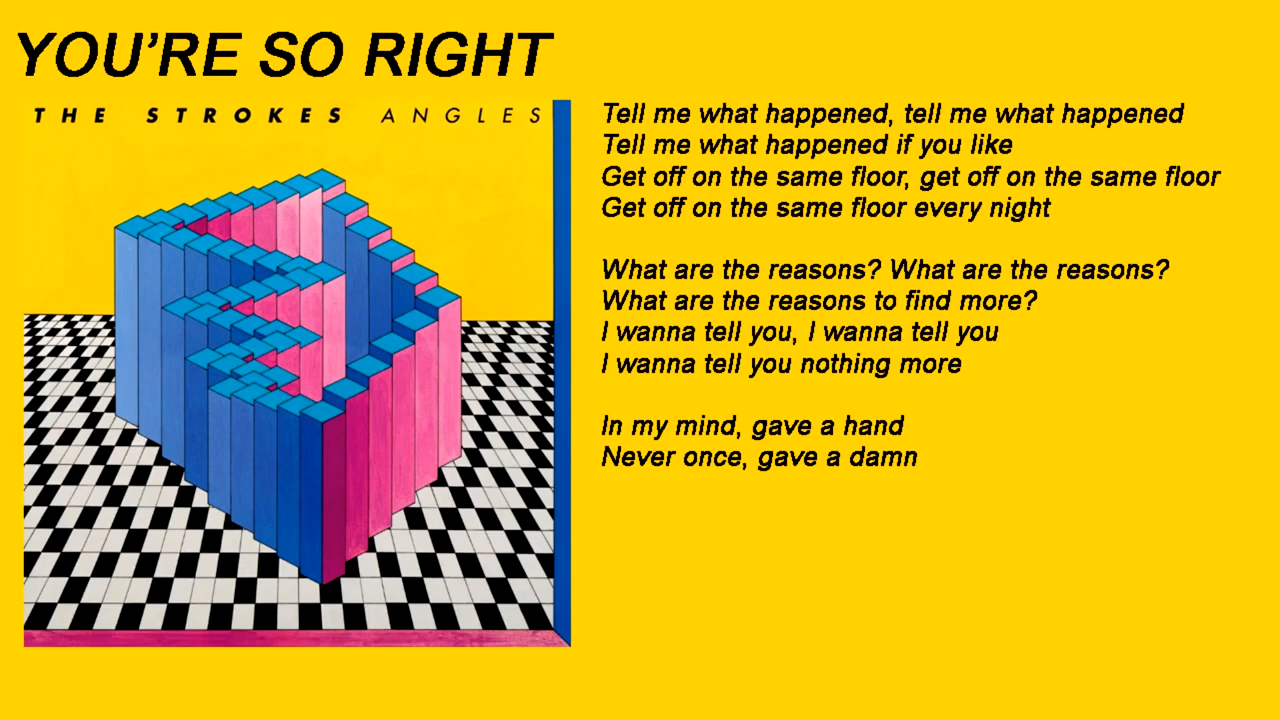 YOU'RE SO RIGHT
THE STROKES ANGLES
Tell me what happened, tell me what happened
Tell me what happened if you like
Get off on the same floor, get off on the same floor
Get off on the same floor every night
What are the reasons? What are the reasons?
What are the reasons to find more?
I wanna tell you, I wanna tell you
I wanna tell you nothing more
In my mind, gave a hand
Never once, gave a damn